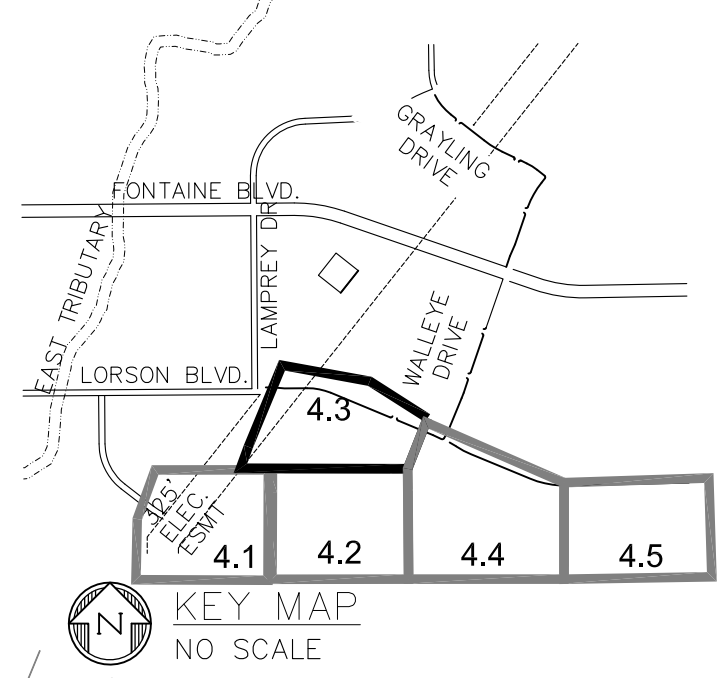 GRAYLING
DRIVE
FONTAINE BLVD.
LAMPREY DR
EAST TRIBUTARY
WALLEYE
DRIVE
LORSON BLVD.
4.3
325'
ELEC.
ESMT
4.1
4.2
4.4
4.5
N
KEY MAP
NO SCALE